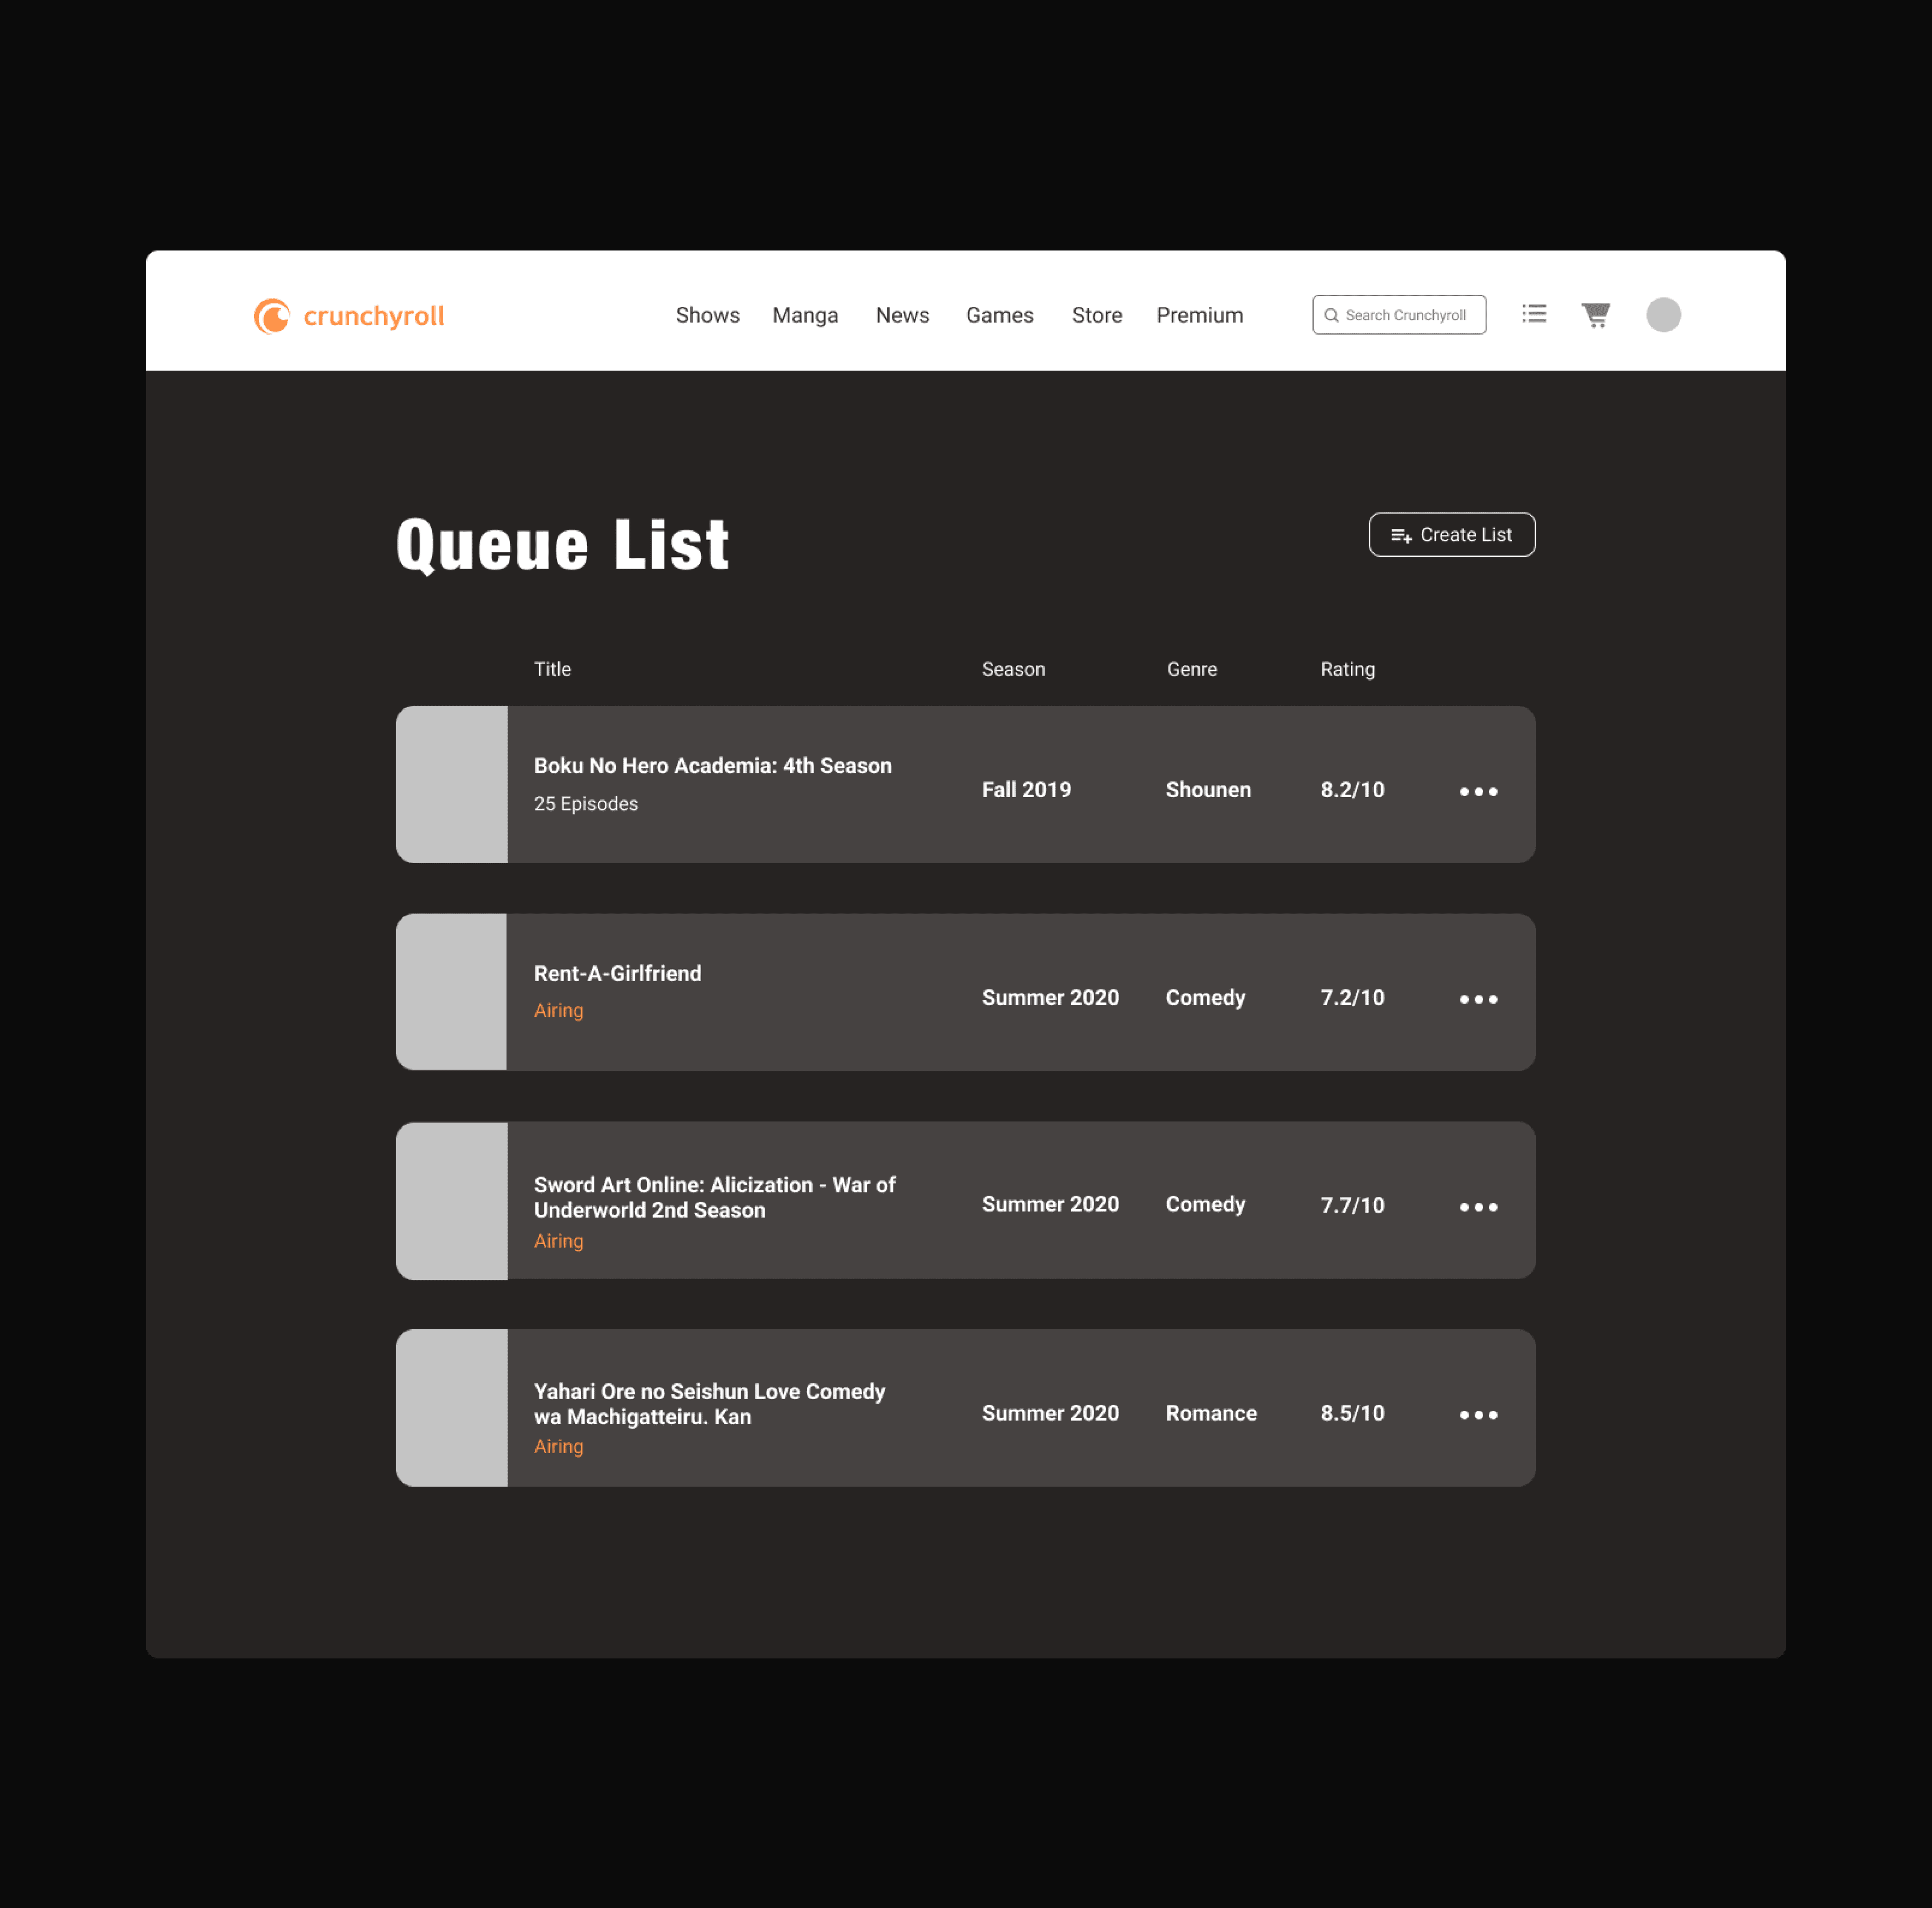 crunchyroll
Shows Manga News Games Store Premium Search Crunchyroll
Queue List
Create List
Title Season Genre Rating
Boku No Hero Academia: 4th Season
25 Episodes
Fall 2019 Shounen 8.2/10
Rent-A-Girlfriend
Airing
Summer 2020 Comedy 7.2/10
Sword Art Online: Alicization - War of
Underworld 2nd Season
Airing
Summer 2020 Comedy 7.7/10
Yahari Ore no Seishun Love Comedy
wa Machigatteiru. Kan
Airing
Summer 2020 Romance 8.5/10